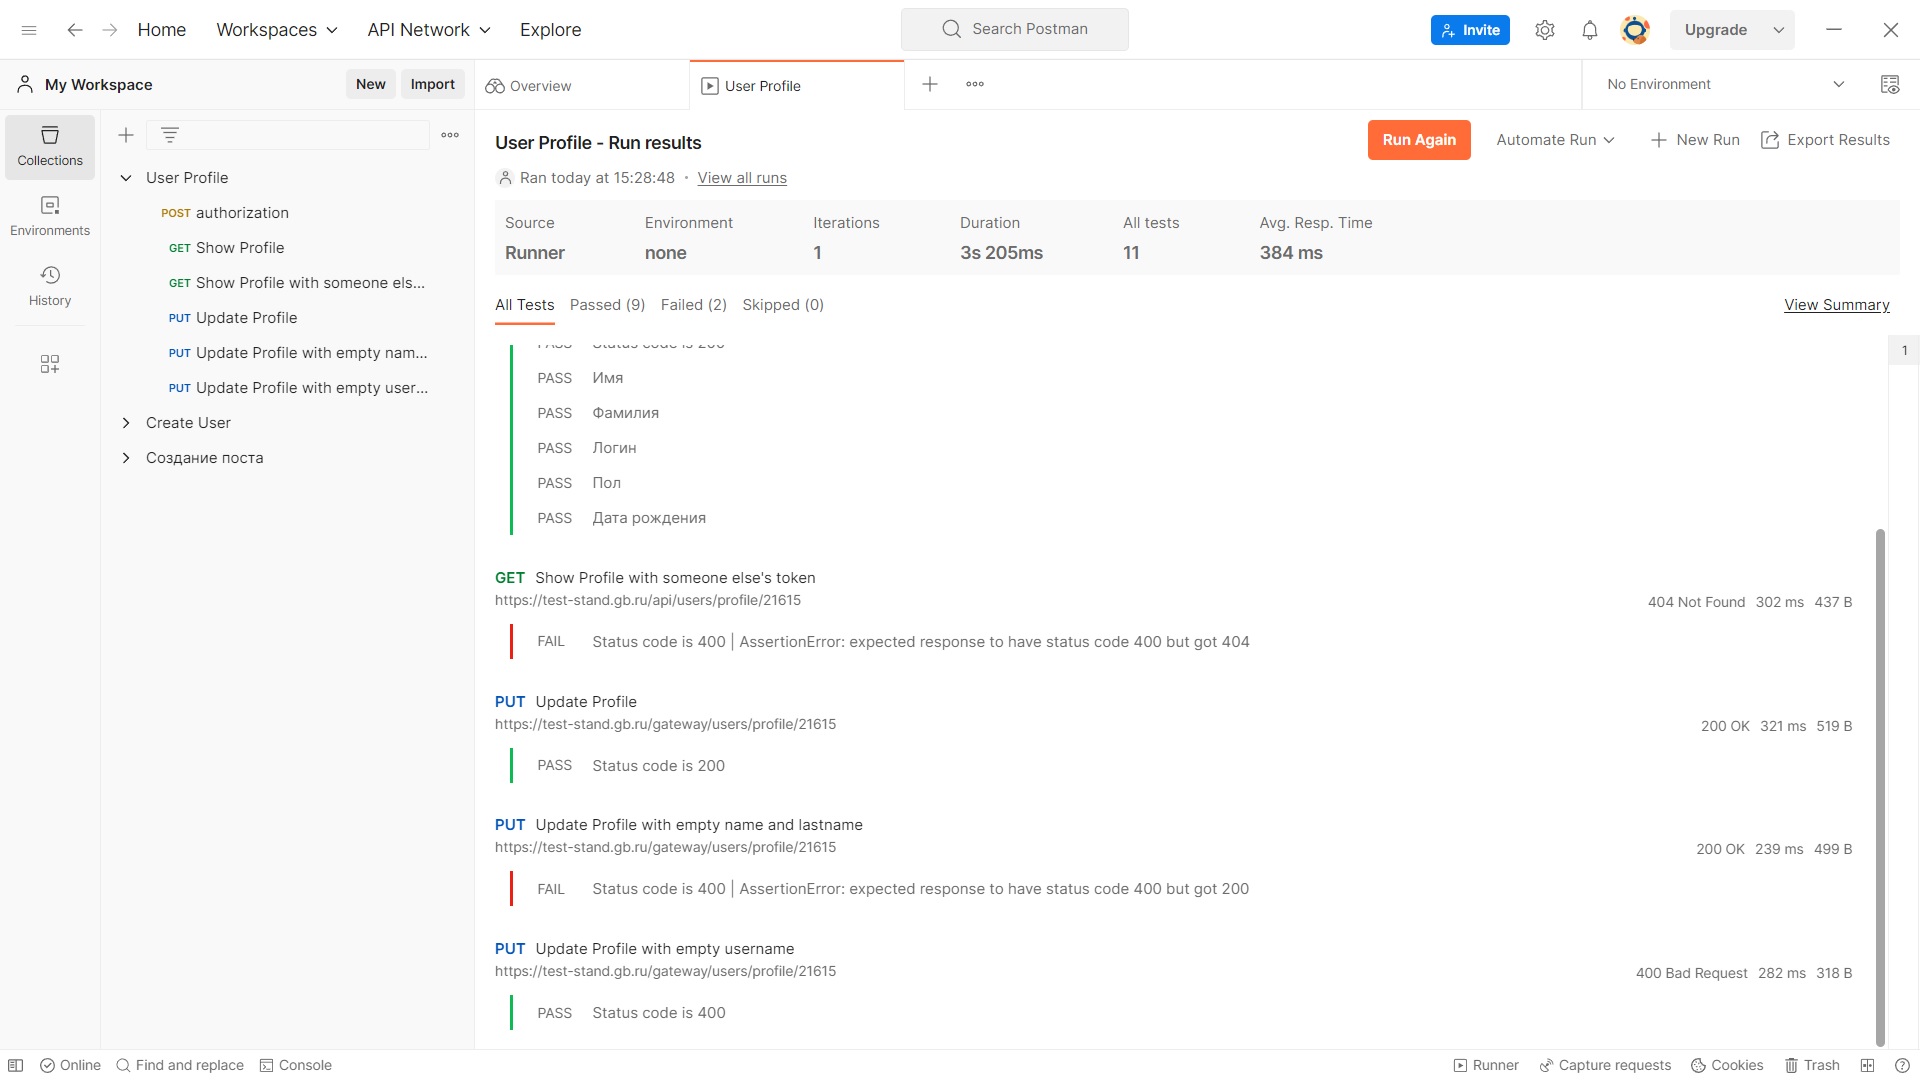 Home Workspaces API Network Explore Search Postman Invite Upgrade
My Workspace New Import Overview User Profile No Environment
Collections
Environments
History
User Profile
POST authorization
GET Show Profile
GET Show Profile with someone els...
PUT Update Profile
PUT Update Profile with empty nam...
PUT Update Profile with empty user...
Create User
Создание поста
User Profile - Run results Run Again Automate Run New Run Export Results
Ran today at 15:28:48 · View all runs
Source Environment Iterations Duration All tests Avg. Resp. Time
Runner none 1 3s 205ms 11 384 ms
All Tests Passed (9) Failed (2) Skipped (0) View Summary
PASS Status code is 200
1
PASS Имя
PASS Фамилия
PASS Логин
PASS Пол
PASS Дата рождения
GET Show Profile with someone else's token
https://test-stand.gb.ru/api/users/profile/21615 404 Not Found 302 ms 437 B
FAIL Status code is 400 | AssertionError: expected response to have status code 400 but got 404
PUT Update Profile
https://test-stand.gb.ru/gateway/users/profile/21615 200 OK 321 ms 519 B
PASS Status code is 200
PUT Update Profile with empty name and lastname
https://test-stand.gb.ru/gateway/users/profile/21615 200 OK 239 ms 499 B
FAIL Status code is 400 | AssertionError: expected response to have status code 400 but got 200
PUT Update Profile with empty username
https://test-stand.gb.ru/gateway/users/profile/21615 400 Bad Request 282 ms 318 B
PASS Status code is 400
Online Find and replace Console Runner Capture requests Cookies Trash